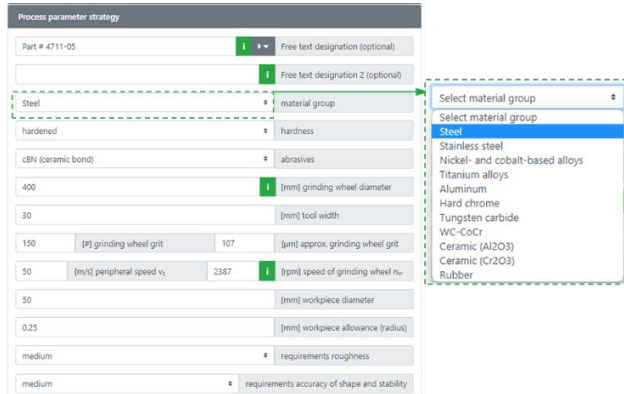 Process parameter strategy
Part # 4711-05 i Free text designation (optional)
i Free text designation 2 (optional)
Steel material group
hardened hardness
cBN (ceramic bond) abrasives
400 i [mm] grinding wheel diameter
30 [mm] tool width
150 [#] grinding wheel grit 107 [µm] approx. grinding wheel grit
50 [m/s] peripheral speed vc 2387 i [rpm] speed of grinding wheel nw
50 [mm] workpiece diameter
0.25 [mm] workpiece allowance (radius)
medium requirements roughness
medium requirements accuracy of shape and stability
Select material group
Select material group
Steel
Stainless steel
Nickel- and cobalt-based alloys
Titanium alloys
Aluminum
Hard chrome
Tungsten carbide
WC-CoCr
Ceramic (Al2O3)
Ceramic (Cr2O3)
Rubber